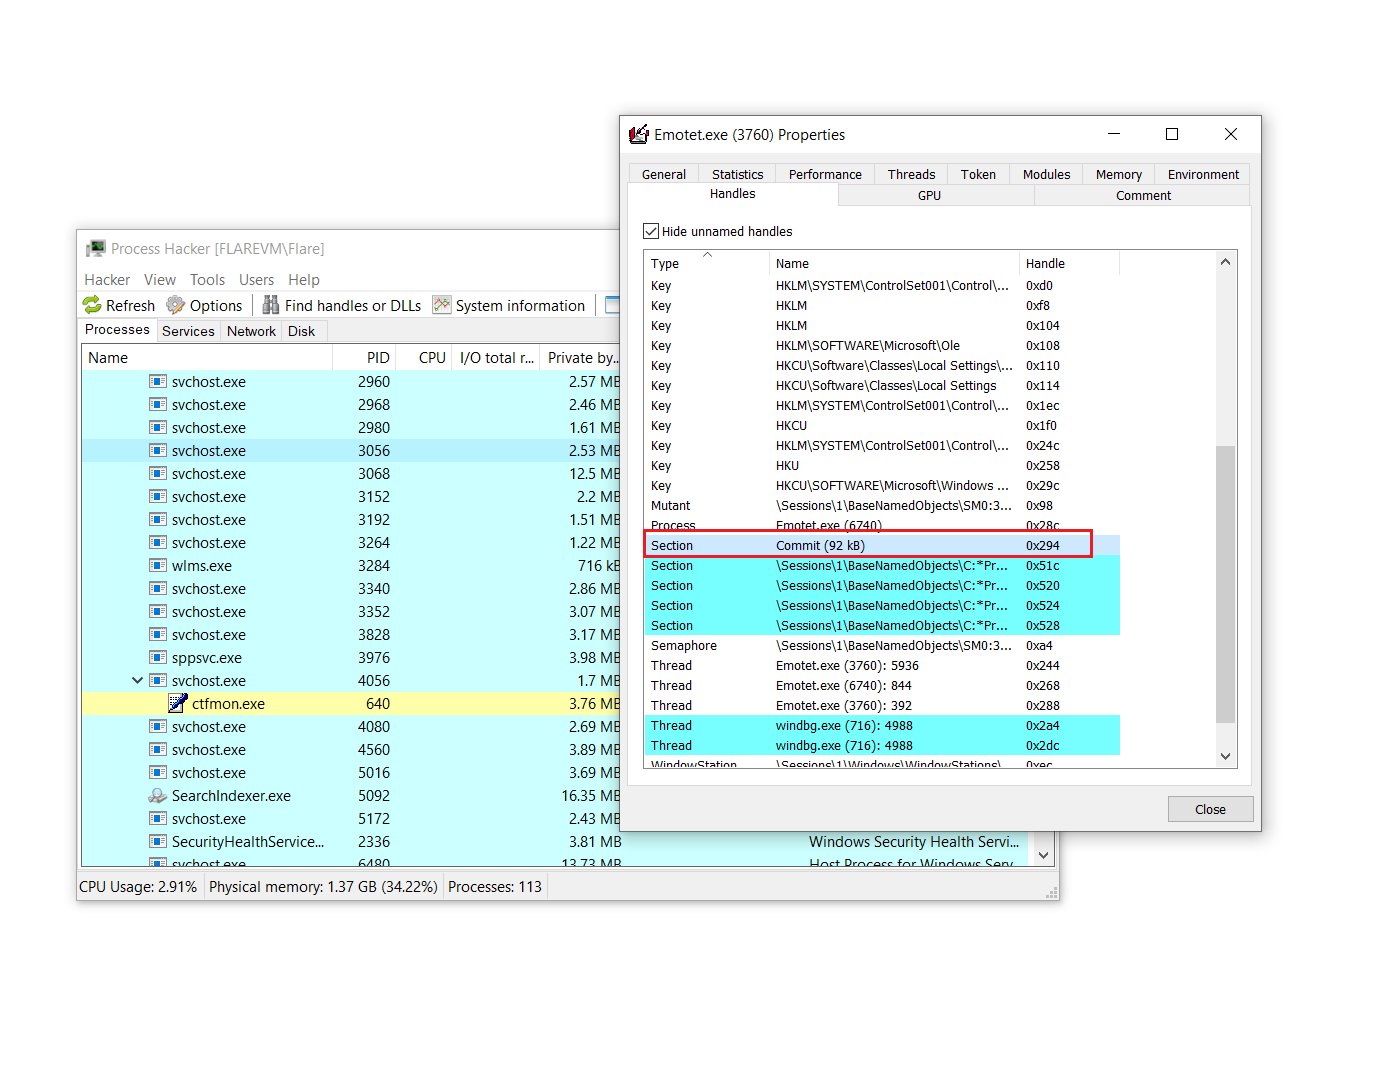 Emotet.exe (3760) Properties
General Statistics Performance Threads Token Modules Memory Environment
Handles GPU Comment
Hide unnamed handles
Type Name Handle
Key HKLM\SYSTEM\ControlSet001\Control\... 0xd0
Key HKLM 0xf8
Key HKLM 0x104
Key HKLM\SOFTWARE\Microsoft\Ole 0x108
Key HKCU\Software\Classes\Local Settings\... 0x110
Key HKCU\Software\Classes\Local Settings 0x114
Key HKLM\SYSTEM\ControlSet001\Control\... 0x1ec
Key HKCU 0x1f0
Key HKLM\SYSTEM\ControlSet001\Control\... 0x24c
Key HKU 0x258
Key HKCU\SOFTWARE\Microsoft\Windows ... 0x29c
Mutant \Sessions\1\BaseNamedObjects\SM0:3... 0x98
Process Emotet.exe (6740) 0x28c
Section Commit (92 kB) 0x294
Section \Sessions\1\BaseNamedObjects\C:*Pr... 0x51c
Section \Sessions\1\BaseNamedObjects\C:*Pr... 0x520
Section \Sessions\1\BaseNamedObjects\C:*Pr... 0x524
Section \Sessions\1\BaseNamedObjects\C:*Pr... 0x528
Semaphore \Sessions\1\BaseNamedObjects\SM0:3... 0xa4
Thread Emotet.exe (3760): 5936 0x244
Thread Emotet.exe (6740): 844 0x268
Thread Emotet.exe (3760): 392 0x288
Thread windbg.exe (716): 4988 0x2a4
Thread windbg.exe (716): 4988 0x2dc
WindowStation \Sessions\1\Windows\WindowStations\ 0xec
Close
Process Hacker [FLAREVM\Flare]
Hacker View Tools Users Help
Refresh Options Find handles or DLLs System information
Processes Services Network Disk
Name PID CPU I/O total r... Private by...
svchost.exe 2960 2.57 MB
svchost.exe 2968 2.46 MB
svchost.exe 2980 1.61 MB
svchost.exe 3056 2.53 MB
svchost.exe 3068 12.5 MB
svchost.exe 3152 2.2 MB
svchost.exe 3192 1.51 MB
svchost.exe 3264 1.22 MB
wlms.exe 3284 716 kB
svchost.exe 3340 2.86 MB
svchost.exe 3352 3.07 MB
svchost.exe 3828 3.17 MB
sppsvc.exe 3976 3.98 MB
svchost.exe 4056 1.7 MB
ctfmon.exe 640 3.76 MB
svchost.exe 4080 2.69 MB
svchost.exe 4560 3.89 MB
svchost.exe 5016 3.69 MB
SearchIndexer.exe 5092 16.35 MB
svchost.exe 5172 2.43 MB
SecurityHealthService... 2336 3.81 MB Windows Security Health Servi...
svchost.exe 6480 13.73 MB Host Process for Windows Serv
CPU Usage: 2.91% Physical memory: 1.37 GB (34.22%) Processes: 113